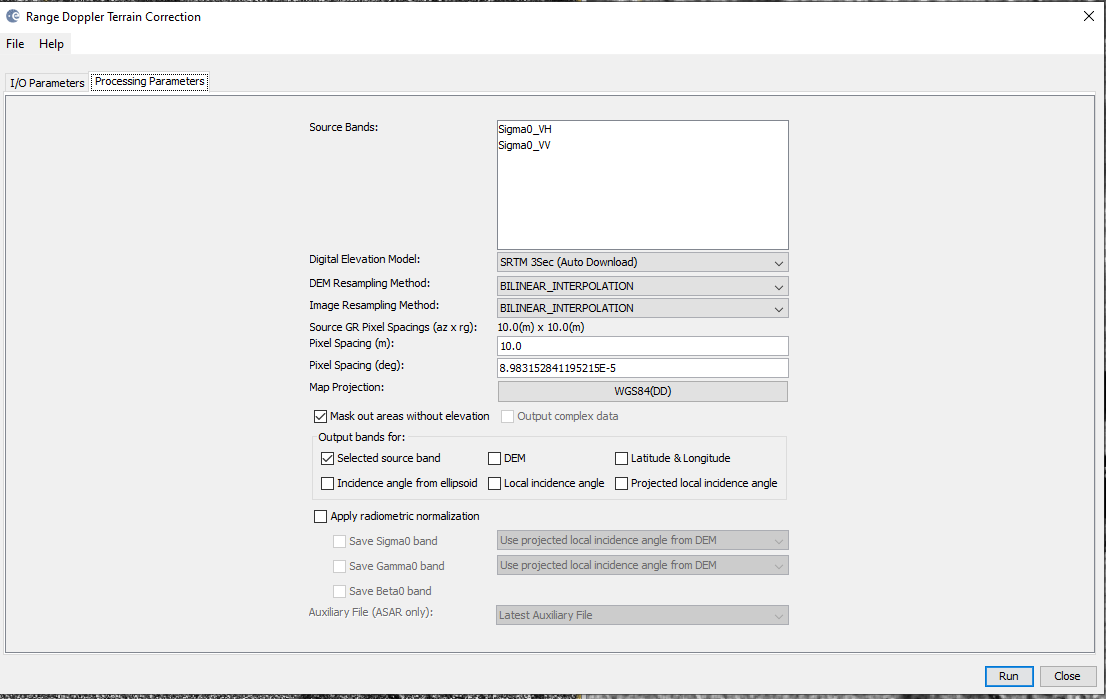 Range Doppler Terrain Correction
File Help
I/O Parameters Processing Parameters
Source Bands:
Sigma0_VH
Sigma0_VV
Digital Elevation Model: SRTM 3Sec (Auto Download)
DEM Resampling Method: BILINEAR_INTERPOLATION
Image Resampling Method: BILINEAR_INTERPOLATION
Source GR Pixel Spacings (az x rg): 10.0(m) x 10.0(m)
Pixel Spacing (m): 10.0
Pixel Spacing (deg): 8.983152841195215E-5
Map Projection: WGS84(DD)
Mask out areas without elevation Output complex data
Output bands for:
Selected source band DEM Latitude & Longitude
Incidence angle from ellipsoid Local incidence angle Projected local incidence angle
Apply radiometric normalization
Save Sigma0 band Use projected local incidence angle from DEM
Save Gamma0 band Use projected local incidence angle from DEM
Save Beta0 band
Auxiliary File (ASAR only): Latest Auxiliary File
Run Close